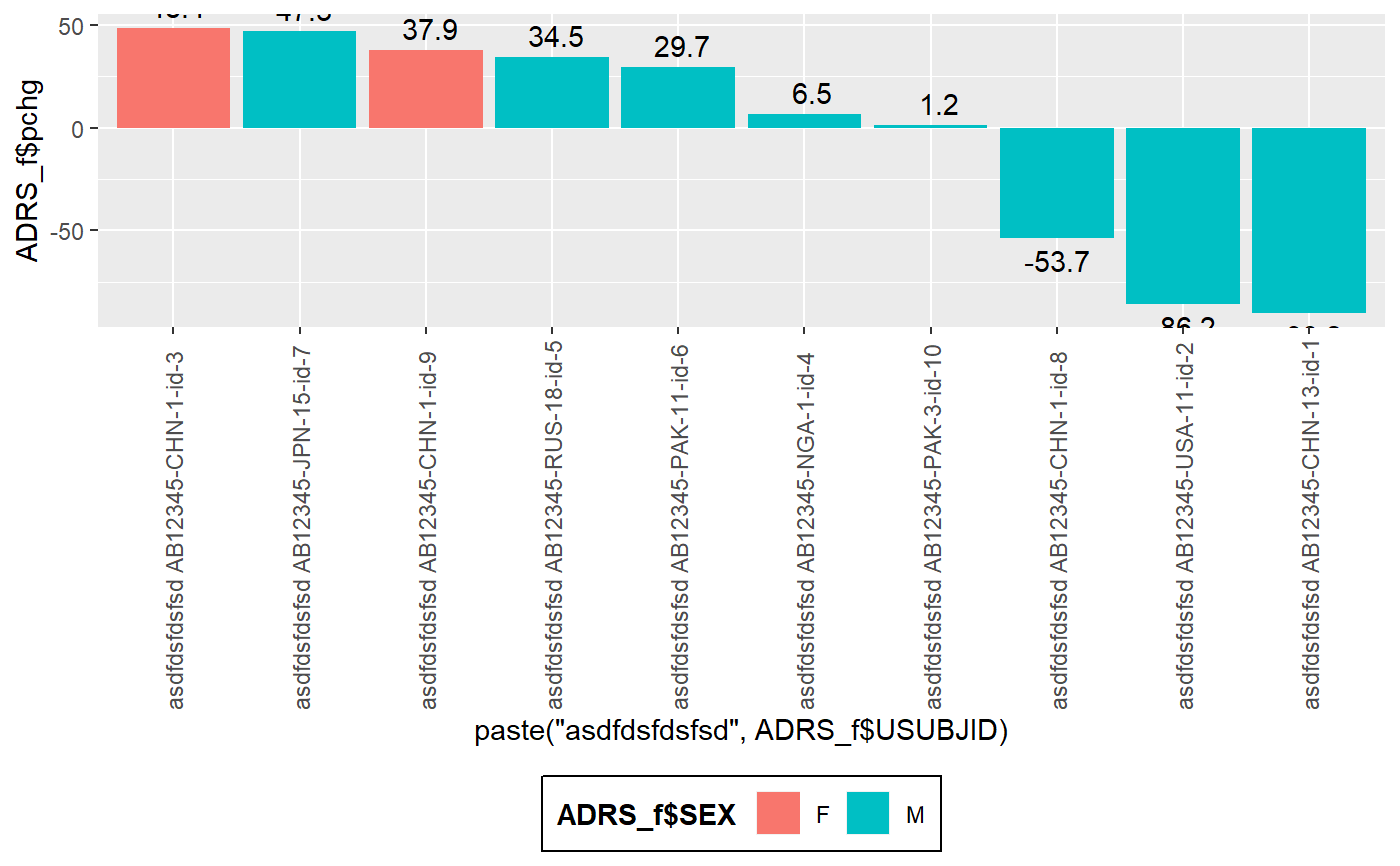 50
0
-50
ADRS_f$pchg
37.9
34.5
29.7
6.5
1.2
-53.7
asdfdsfdsfsd AB12345-CHN-1-id-3
asdfdsfdsfsd AB12345-JPN-15-id-7
asdfdsfdsfsd AB12345-CHN-1-id-9
asdfdsfdsfsd AB12345-RUS-18-id-5
asdfdsfdsfsd AB12345-PAK-11-id-6
asdfdsfdsfsd AB12345-NGA-1-id-4
asdfdsfdsfsd AB12345-PAK-3-id-10
asdfdsfdsfsd AB12345-CHN-1-id-8
asdfdsfdsfsd AB12345-USA-11-id-2
asdfdsfdsfsd AB12345-CHN-13-id-1
paste("asdfdsfdsfsd", ADRS_f$USUBJID)
ADRS_f$SEX F M